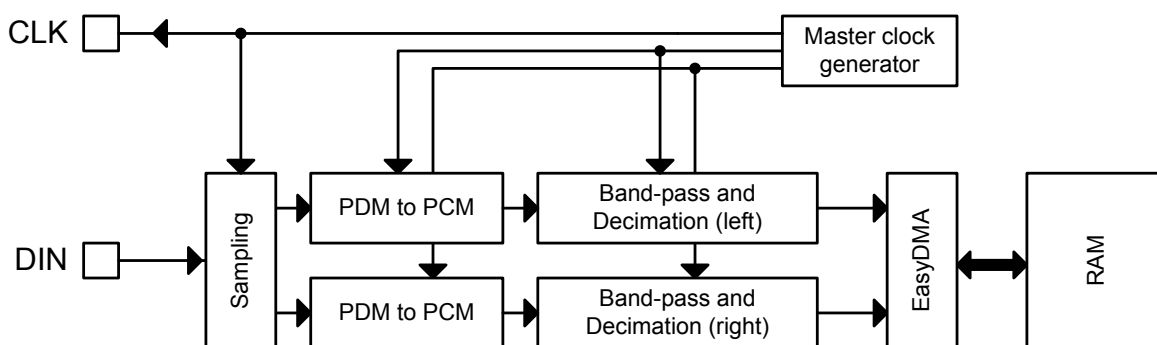 CLK
Master clock
generator
PDM to PCM
Band-pass and
Decimation (left)
Sampling
EasyDMA
RAM
DIN
PDM to PCM
Band-pass and
Decimation (right)